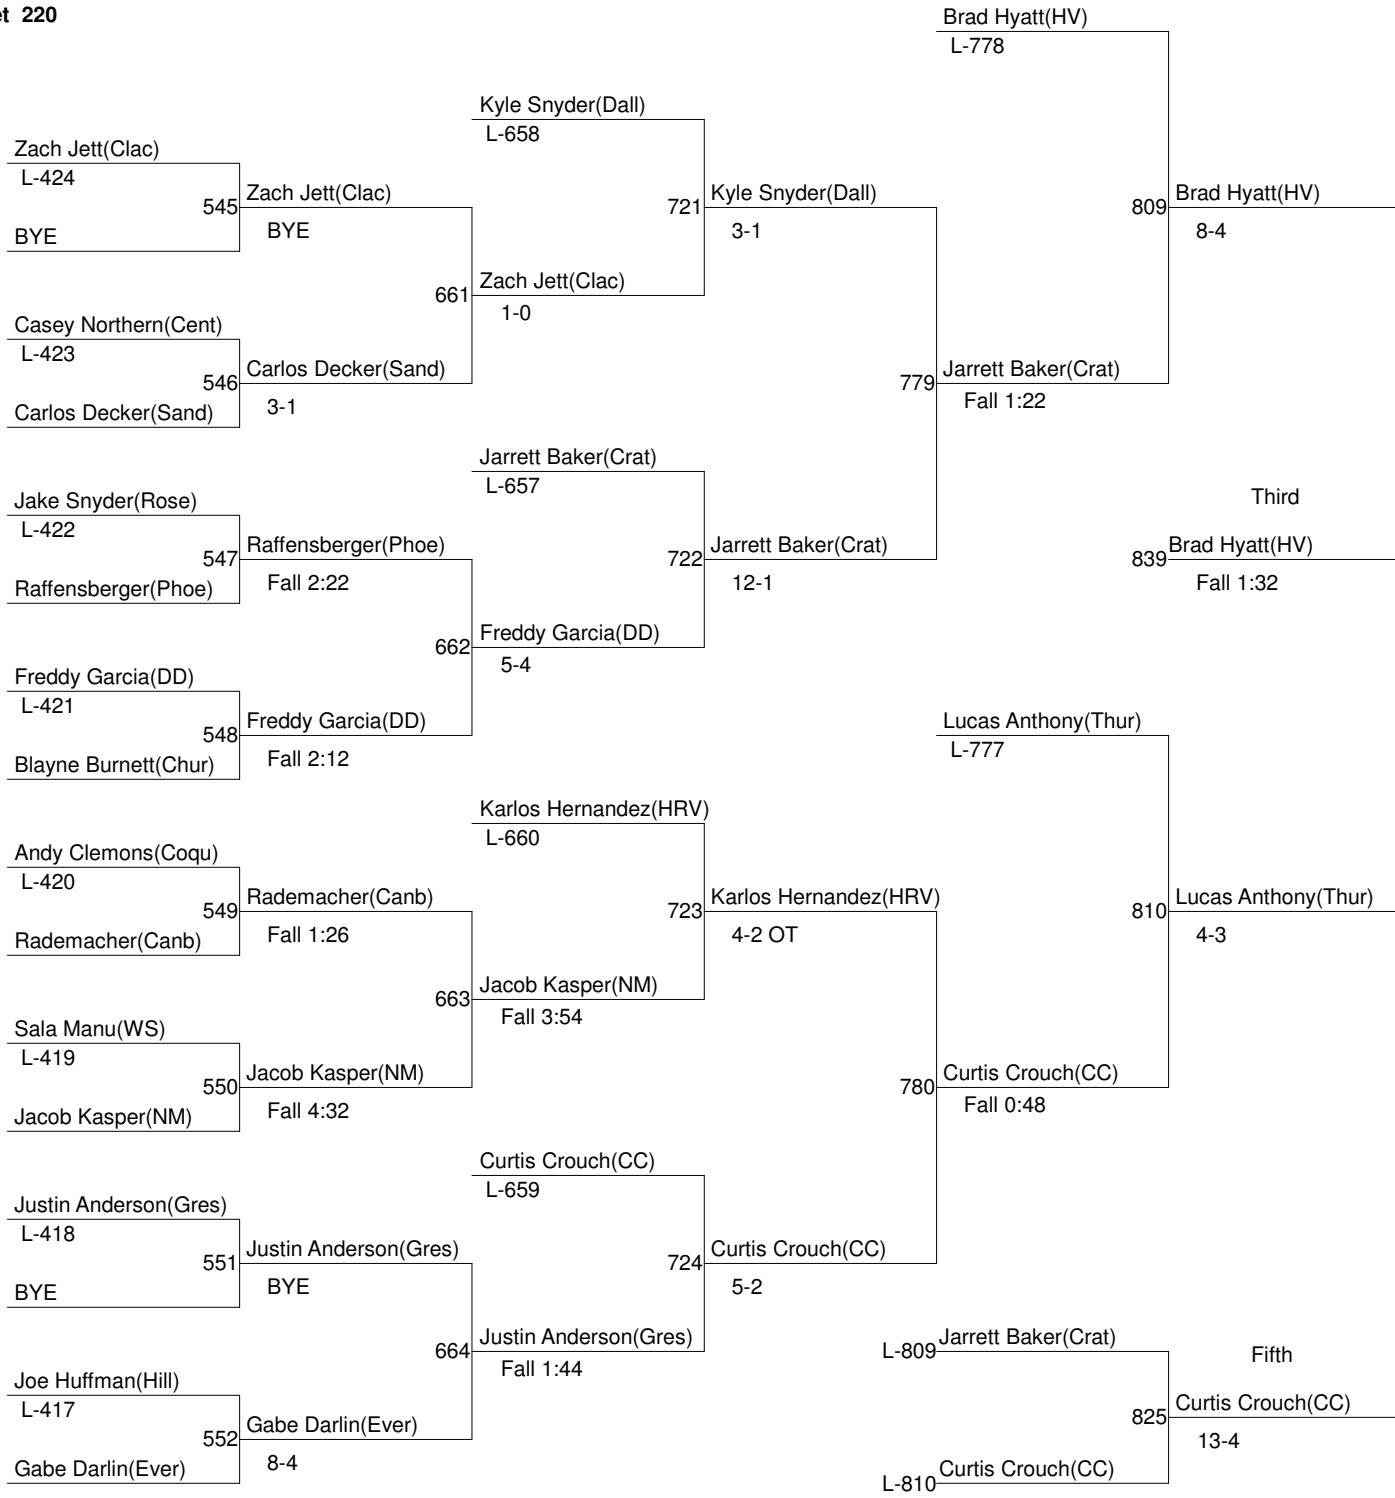 et 220
Brad Hyatt(HV)
L-778
Kyle Snyder(Dall)
L-658
Zach Jett(Clac)
L-424
545
Zach Jett(Clac)
721
Kyle Snyder(Dall)
809
Brad Hyatt(HV)
BYE
BYE
3-1
8-4
661
Zach Jett(Clac)
1-0
Casey Northern(Cent)
L-423
546
Carlos Decker(Sand)
779
Jarrett Baker(Crat)
Carlos Decker(Sand)
3-1
Fall 1:22
Jarrett Baker(Crat)
L-657
Jake Snyder(Rose)
Third
L-422
547
Raffensberger(Phoe)
722
Jarrett Baker(Crat)
839
Brad Hyatt(HV)
Raffensberger(Phoe)
Fall 2:22
12-1
Fall 1:32
662
Freddy Garcia(DD)
5-4
Freddy Garcia(DD)
L-421
548
Freddy Garcia(DD)
Lucas Anthony(Thur)
L-777
Blayne Burnett(Chur)
Fall 2:12
Karlos Hernandez(HRV)
L-660
Andy Clemons(Coqu)
L-420
549
Rademacher(Canb)
723
Karlos Hernandez(HRV)
810
Lucas Anthony(Thur)
Rademacher(Canb)
Fall 1:26
4-2 OT
4-3
663
Jacob Kasper(NM)
Fall 3:54
Sala Manu(WS)
L-419
550
Jacob Kasper(NM)
780
Curtis Crouch(CC)
Jacob Kasper(NM)
Fall 4:32
Fall 0:48
Curtis Crouch(CC)
L-659
Justin Anderson(Gres)
L-418
551
Justin Anderson(Gres)
724
Curtis Crouch(CC)
BYE
BYE
5-2
664
Justin Anderson(Gres)
Fall 1:44
L-809
Jarrett Baker(Crat)
Fifth
Joe Huffman(Hill)
L-417
552
Gabe Darlin(Ever)
825
Curtis Crouch(CC)
Gabe Darlin(Ever)
8-4
13-4
L-810
Curtis Crouch(CC)